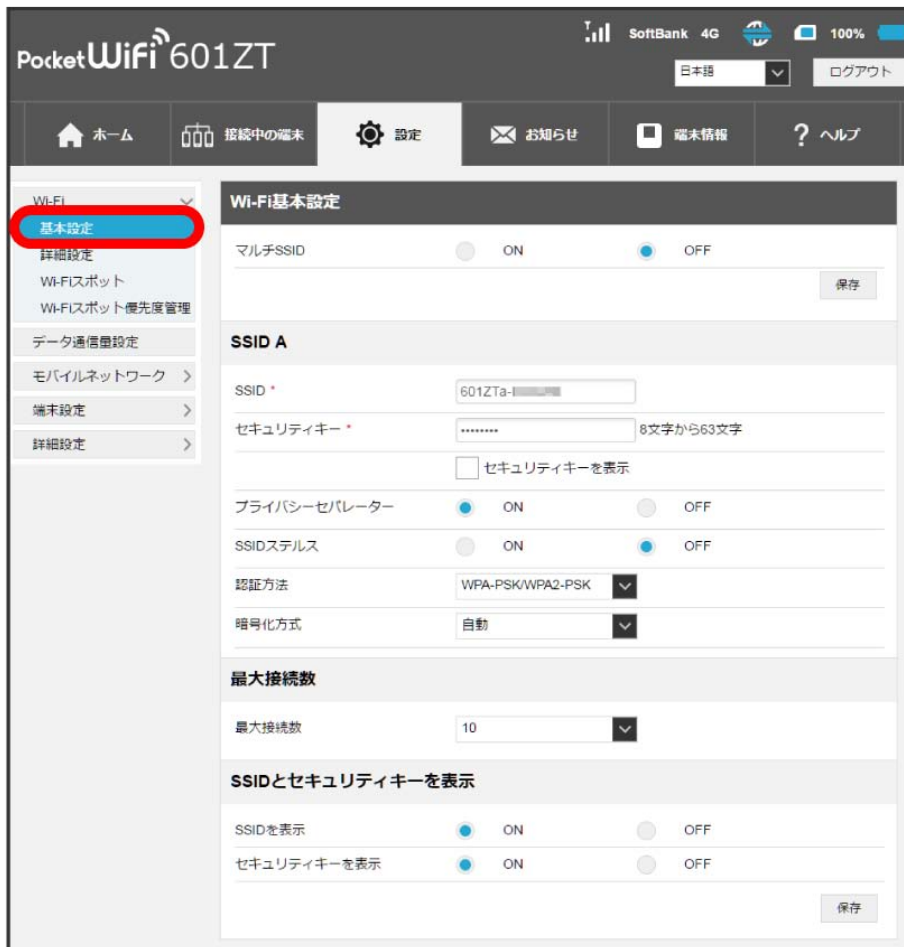 SoftBank 4G 100%
Pocket WiFi 601ZT
日本語 ログアウト
ホーム 接続中の端末 設定 お知らせ 端末情報 ? ヘルプ
Wi-Fi
基本設定
詳細設定
Wi-Fiスポット
Wi-Fiスポット優先度管理
データ通信量設定
モバイルネットワーク
端末設定
詳細設定
Wi-Fi基本設定
マルチSSID ON OFF
保存
SSID A
SSID * 601ZTa-
セキュリティキー * •••••••• 8文字から63文字
セキュリティキーを表示
プライバシーセパレーター ON OFF
SSIDステルス ON OFF
認証方法 WPA-PSK/WPA2-PSK
暗号化方式 自動
最大接続数
最大接続数 10
SSIDとセキュリティキーを表示
SSIDを表示 ON OFF
セキュリティキーを表示 ON OFF
保存